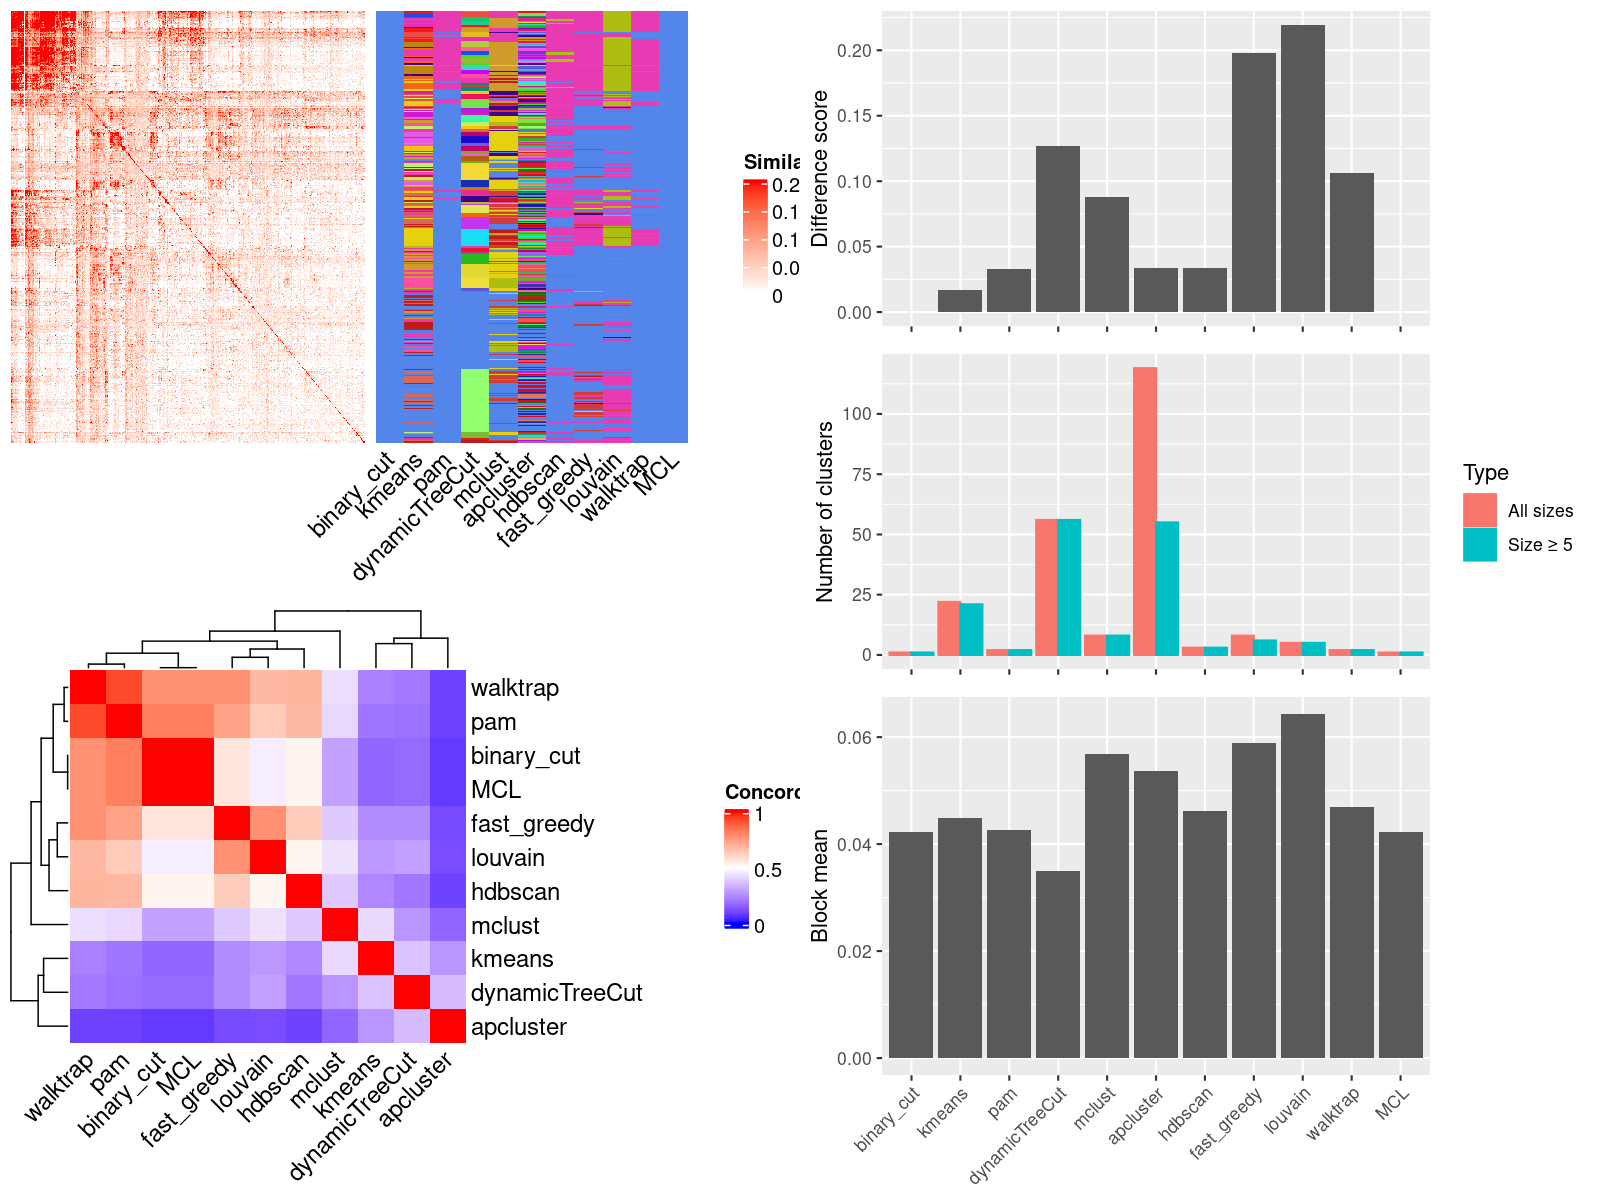 Simila
0.2
0.1
0.1
0.0
0
binary_cut
kmeans
pam
dynamicTreeCut
mclust
apcluster
hdbscan
fast_greedy
louvain
walktrap
MCL
walktrap
pam
binary_cut
MCL
fast_greedy
louvain
hdbscan
mclust
kmeans
dynamicTreeCut
apcluster
Concord
1
0.5
0
walktrap
pam
binary_cut
MCL
fast_greedy
louvain
hdbscan
mclust
kmeans
dynamicTreeCut
apcluster
Difference score
0.20
0.15
0.10
0.05
0.00
Number of clusters
100
75
50
25
0
Type
All sizes
Size ≥ 5
Block mean
0.06
0.04
0.02
0.00
binary_cut
kmeans
pam
dynamicTreeCut
mclust
apcluster
hdbscan
fast_greedy
louvain
walktrap
MCL